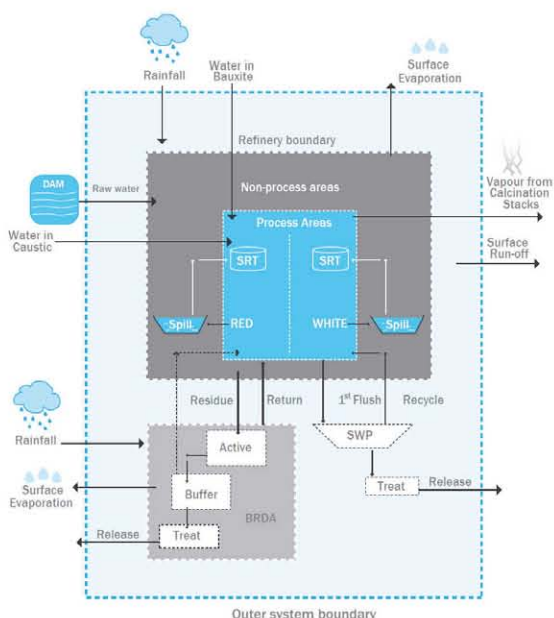 Rainfall
Water in
Bauxite
Surface
Evaporation
Refinery boundary
DAM
Raw water
Non-process areas
Vapour from
Calcination
Stacks
Water in
Caustic
Process Areas
Surface
Run-off
SRT
SRT
Spill
RED
WHITE
Spill
Residue
Return
1st Flush
Recycle
Rainfall
Active
SWP
Surface
Evaporation
Buffer
Treat
Release
BRDA
Release
Treat
Outer system boundary